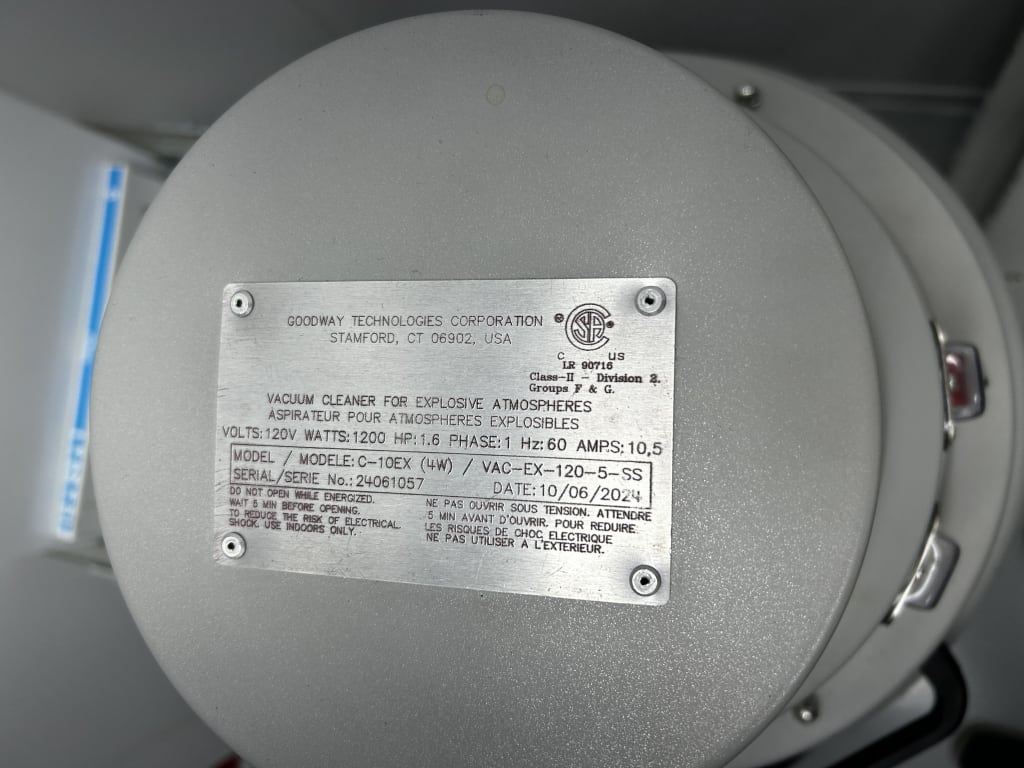 GOODWAY TECHNOLOGIES CORPORATION
STAMFORD, CT 06902, USA
SA
C US
LR 90716
Class-II - Division 2.
Groups F & G.
VACUUM CLEANER FOR EXPLOSIVE ATMOSPHERES
ASPIRATEUR POUR ATMOSPHERES EXPLOSIBLES
VOLTS:120V WATTS:1200 HP:1.6 PHASE:1 Hz:60 AMPS:10,5
MODEL / MODELE: C-10EX (4W) / VAC-EX-120-5-SS
SERIAL/SERIE No.: 24061057 DATE: 10/06/2024
DO NOT OPEN WHILE ENERGIZED.
WAIT 5 MIN BEFORE OPENING.
TO REDUCE THE RISK OF ELECTRICAL
SHOCK. USE INDOORS ONLY.
NE PAS OUVRIR SOUS TENSION. ATTENDRE
5 MIN AVANT D'OUVRIR. POUR REDUIRE
LES RISQUES DE CHOC ELECTRIQUE
NE PAS UTILISER A L'EXTERIEUR.